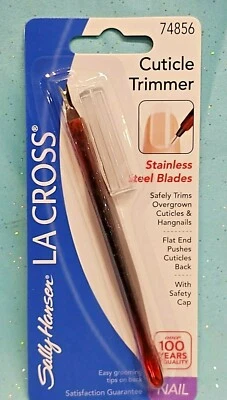 74856
Cuticle
Trimmer
Stainless
Steel Blades
Safely Trims
Overgrown
Cuticles &
Hangnails
Flat End
Pushes
Cuticles
Back
With
Safety
Cap
100
YEARS
QUALITY
Easy grooming
tips on back
Satisfaction Guarantee
NAIL
Sally Hansen®
LA CROSS®